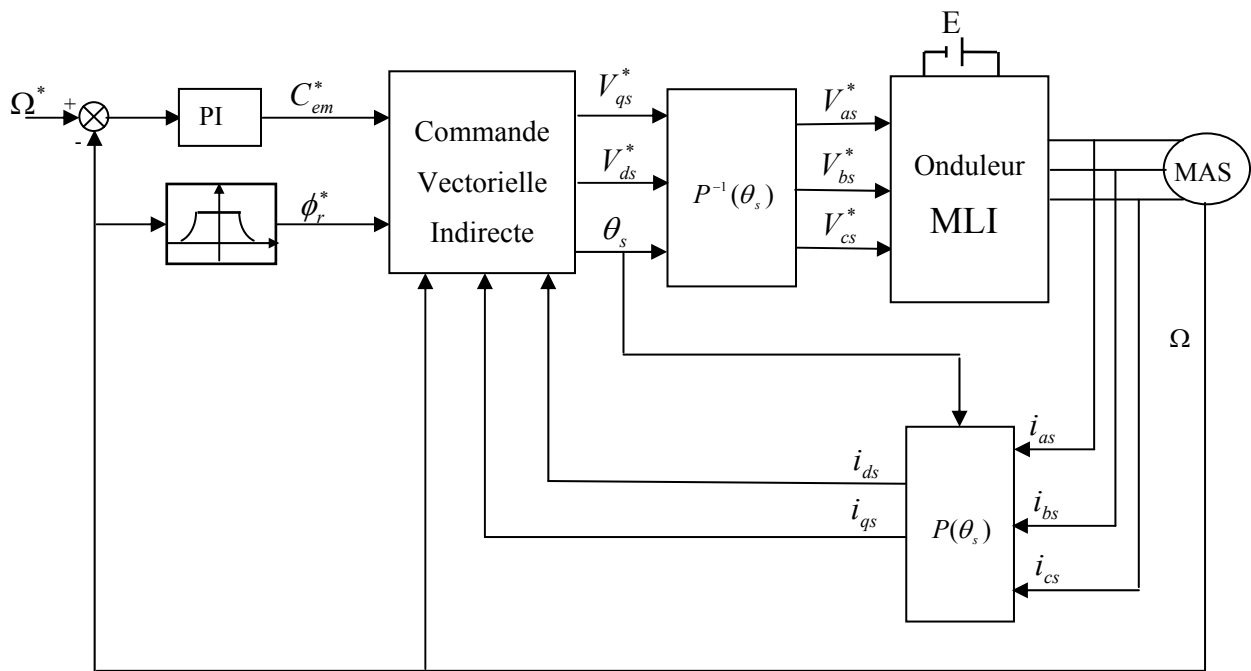 E
Ω* + -
PI
C*em
φ*r
Commande
Vectorielle
Indirecte
V*qs
V*ds
θs
P⁻¹(θs)
V*as
V*bs
V*cs
Onduleur
MLI
MAS
Ω
ias
ibs
ics
ids
iqs
P(θs)